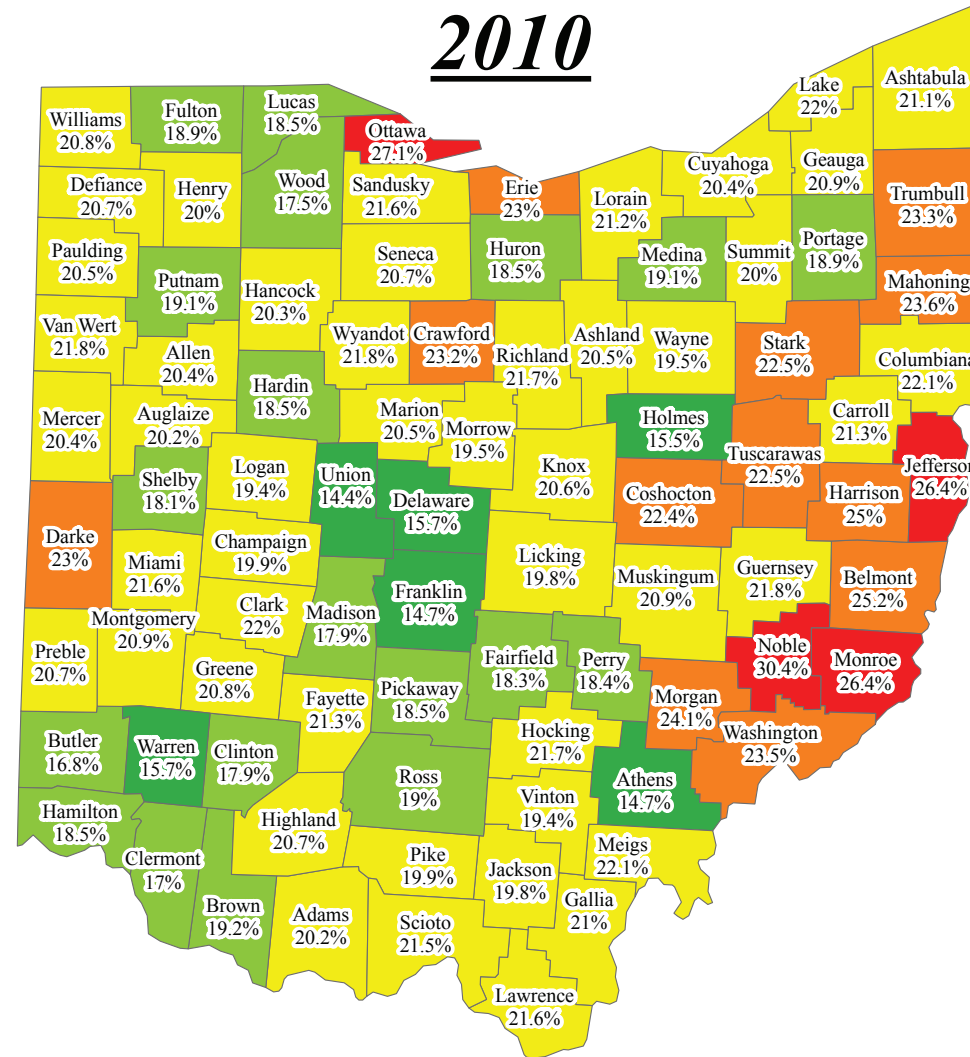 2010
Lake
22%
Ashtabula
21.1%
Williams
20.8%
Fulton
18.9%
Lucas
18.5%
Ottawa
27.1%
Cuyahoga
20.4%
Geauga
20.9%
Defiance
20.7%
Henry
20%
Wood
17.5%
Sandusky
21.6%
Erie
23%
Lorain
21.2%
Trumbull
23.3%
Paulding
20.5%
Putnam
19.1%
Hancock
20.3%
Seneca
20.7%
Huron
18.5%
Medina
19.1%
Summit
20%
Portage
18.9%
Mahoning
23.6%
Van Wert
21.8%
Allen
20.4%
Wyandot
21.8%
Crawford
23.2%
Richland
21.7%
Ashland
20.5%
Wayne
19.5%
Stark
22.5%
Columbiana
22.1%
Mercer
20.4%
Auglaize
20.2%
Hardin
18.5%
Marion
20.5%
Morrow
19.5%
Holmes
15.5%
Carroll
21.3%
Shelby
18.1%
Logan
19.4%
Union
14.4%
Delaware
15.7%
Knox
20.6%
Coshocton
22.4%
Tuscarawas
22.5%
Harrison
25%
Jefferson
26.4%
Darke
23%
Miami
21.6%
Champaign
19.9%
Clark
22%
Madison
17.9%
Franklin
14.7%
Licking
19.8%
Muskingum
20.9%
Guernsey
21.8%
Belmont
25.2%
Preble
20.7%
Montgomery
20.9%
Greene
20.8%
Fayette
21.3%
Pickaway
18.5%
Fairfield
18.3%
Perry
18.4%
Morgan
24.1%
Noble
30.4%
Monroe
26.4%
Butler
16.8%
Warren
15.7%
Clinton
17.9%
Ross
19%
Hocking
21.7%
Athens
14.7%
Washington
23.5%
Hamilton
18.5%
Clermont
17%
Brown
19.2%
Highland
20.7%
Adams
20.2%
Pike
19.9%
Scioto
21.5%
Vinton
19.4%
Jackson
19.8%
Meigs
22.1%
Gallia
21%
Lawrence
21.6%